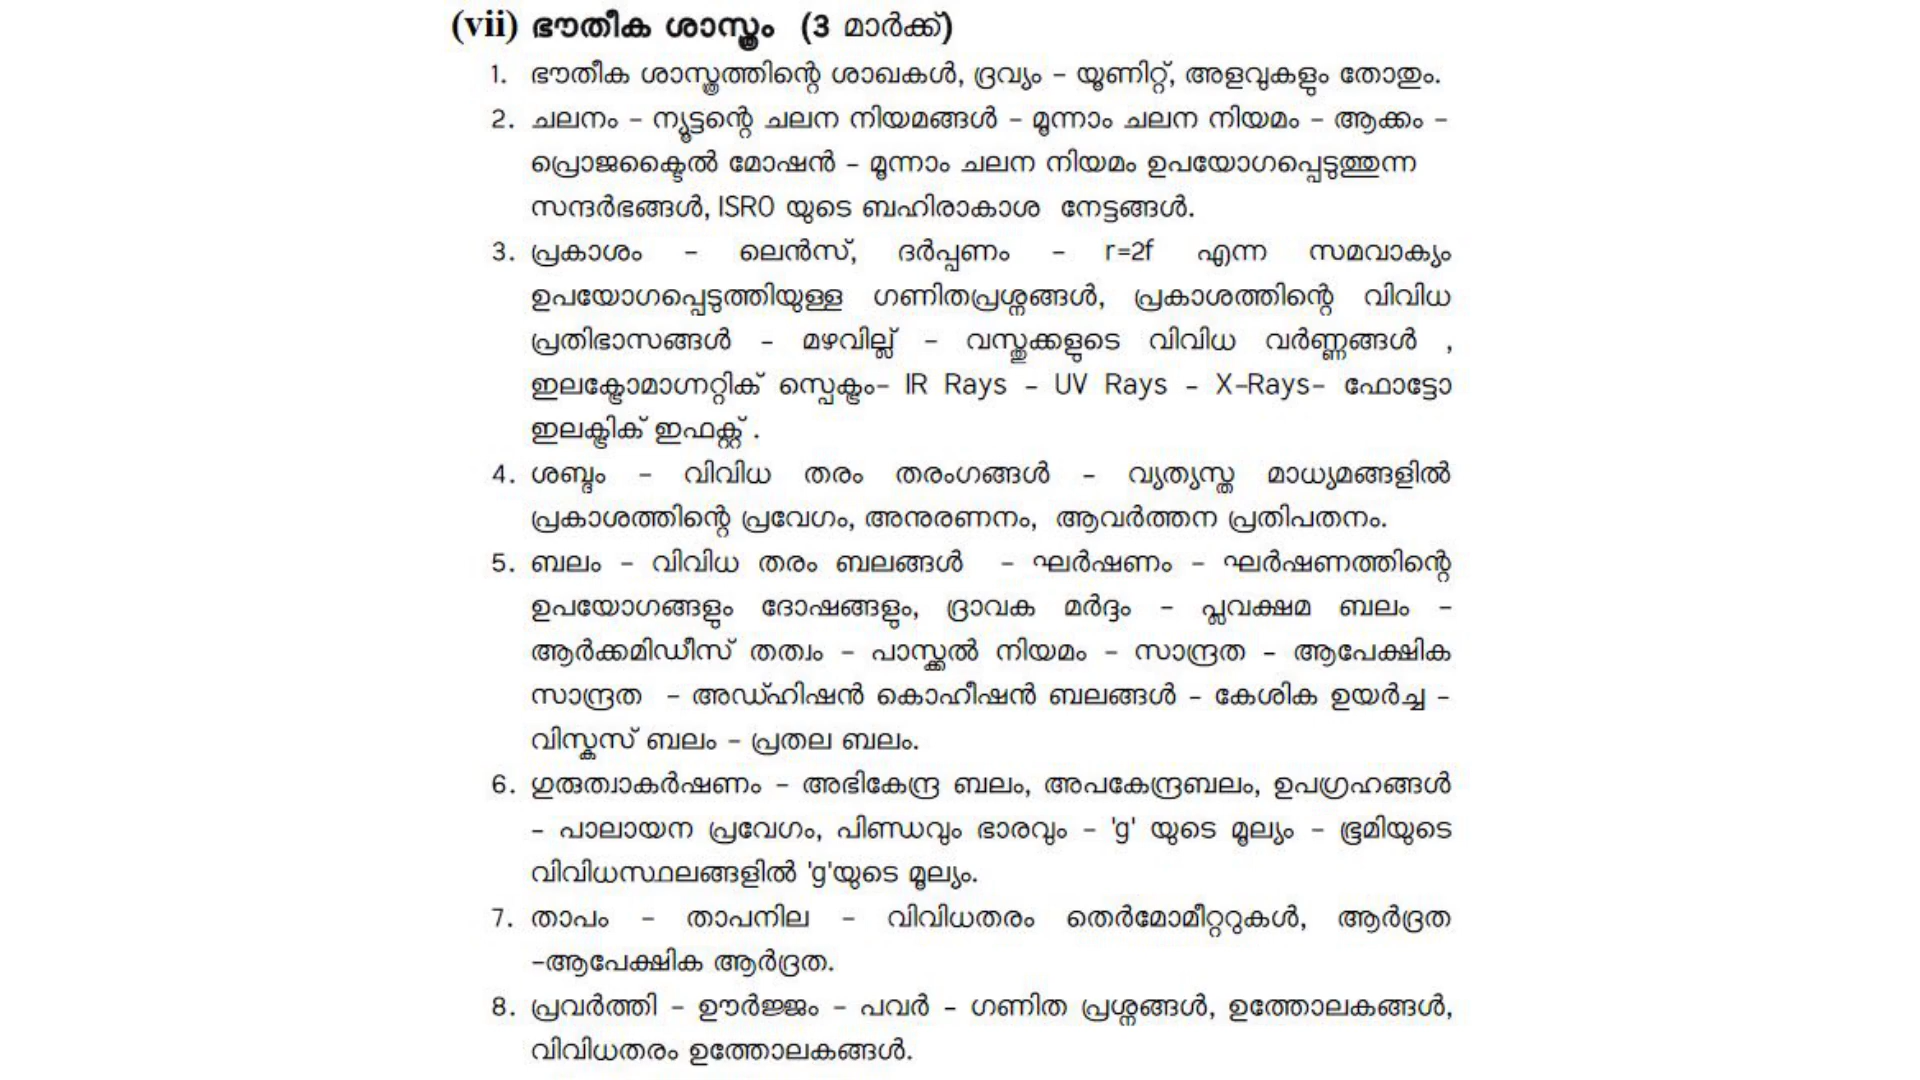 (vii) ഭൗതീക ശാസ്ത്രം (3 മാർക്ക്)
1. ഭൗതീക ശാസ്ത്രത്തിന്റെ ശാഖകൾ, ദ്രവ്യം – യൂണിറ്റ്, അളവുകളും തോതും.
2. ചലനം – ന്യൂട്ടന്റെ ചലന നിയമങ്ങൾ – മൂന്നാം ചലന നിയമം – ആക്കം –
പ്രൊജക്ടൈൽ മോഷൻ – മൂന്നാം ചലന നിയമം ഉപയോഗപ്പെടുത്തുന്ന
സന്ദർഭങ്ങൾ, ISRO യുടെ ബഹിരാകാശ നേട്ടങ്ങൾ.
3. പ്രകാശം – ലെൻസ്, ദർപ്പണം – r=2f എന്ന സമവാക്യം
ഉപയോഗപ്പെടുത്തിയുള്ള ഗണിതപ്രശ്നങ്ങൾ, പ്രകാശത്തിന്റെ വിവിധ
പ്രതിഭാസങ്ങൾ – മഴവില്ല് – വസ്തുക്കളുടെ വിവിധ വർണ്ണങ്ങൾ ,
ഇലക്ട്രോമാഗ്നറ്റിക് സ്പെക്ട്രം– IR Rays – UV Rays – X–Rays– ഫോട്ടോ
ഇലക്ട്രിക് ഇഫക്റ്റ് .
4. ശബ്ദം – വിവിധ തരം തരംഗങ്ങൾ – വ്യത്യസ്ത മാധ്യമങ്ങളിൽ
പ്രകാശത്തിന്റെ പ്രവേഗം, അനുരണനം, ആവർത്തന പ്രതിപതനം.
5. ബലം – വിവിധ തരം ബലങ്ങൾ – ഘർഷണം – ഘർഷണത്തിന്റെ
ഉപയോഗങ്ങളും ദോഷങ്ങളും, ദ്രാവക മർദ്ദം – പ്ലവക്ഷമ ബലം –
ആർക്കമിഡീസ് തത്വം – പാസ്ക്കൽ നിയമം – സാന്ദ്രത – ആപേക്ഷിക
സാന്ദ്രത – അഡ്ഹിഷൻ കൊഹീഷൻ ബലങ്ങൾ – കേശിക ഉയർച്ച –
വിസ്കസ് ബലം – പ്രതല ബലം.
6. ഗുരുത്വാകർഷണം – അഭികേന്ദ്ര ബലം, അപകേന്ദ്രബലം, ഉപഗ്രഹങ്ങൾ
– പാലായന പ്രവേഗം, പിണ്ഡവും ഭാരവും – 'g' യുടെ മൂല്യം – ഭൂമിയുടെ
വിവിധസ്ഥലങ്ങളിൽ 'g'യുടെ മൂല്യം.
7. താപം – താപനില – വിവിധതരം തെർമോമീറ്ററുകൾ, ആർദ്രത
–ആപേക്ഷിക ആർദ്രത.
8. പ്രവർത്തി – ഊർജ്ജം – പവർ – ഗണിത പ്രശ്നങ്ങൾ, ഉത്തോലകങ്ങൾ,
വിവിധതരം ഉത്തോലകങ്ങൾ.